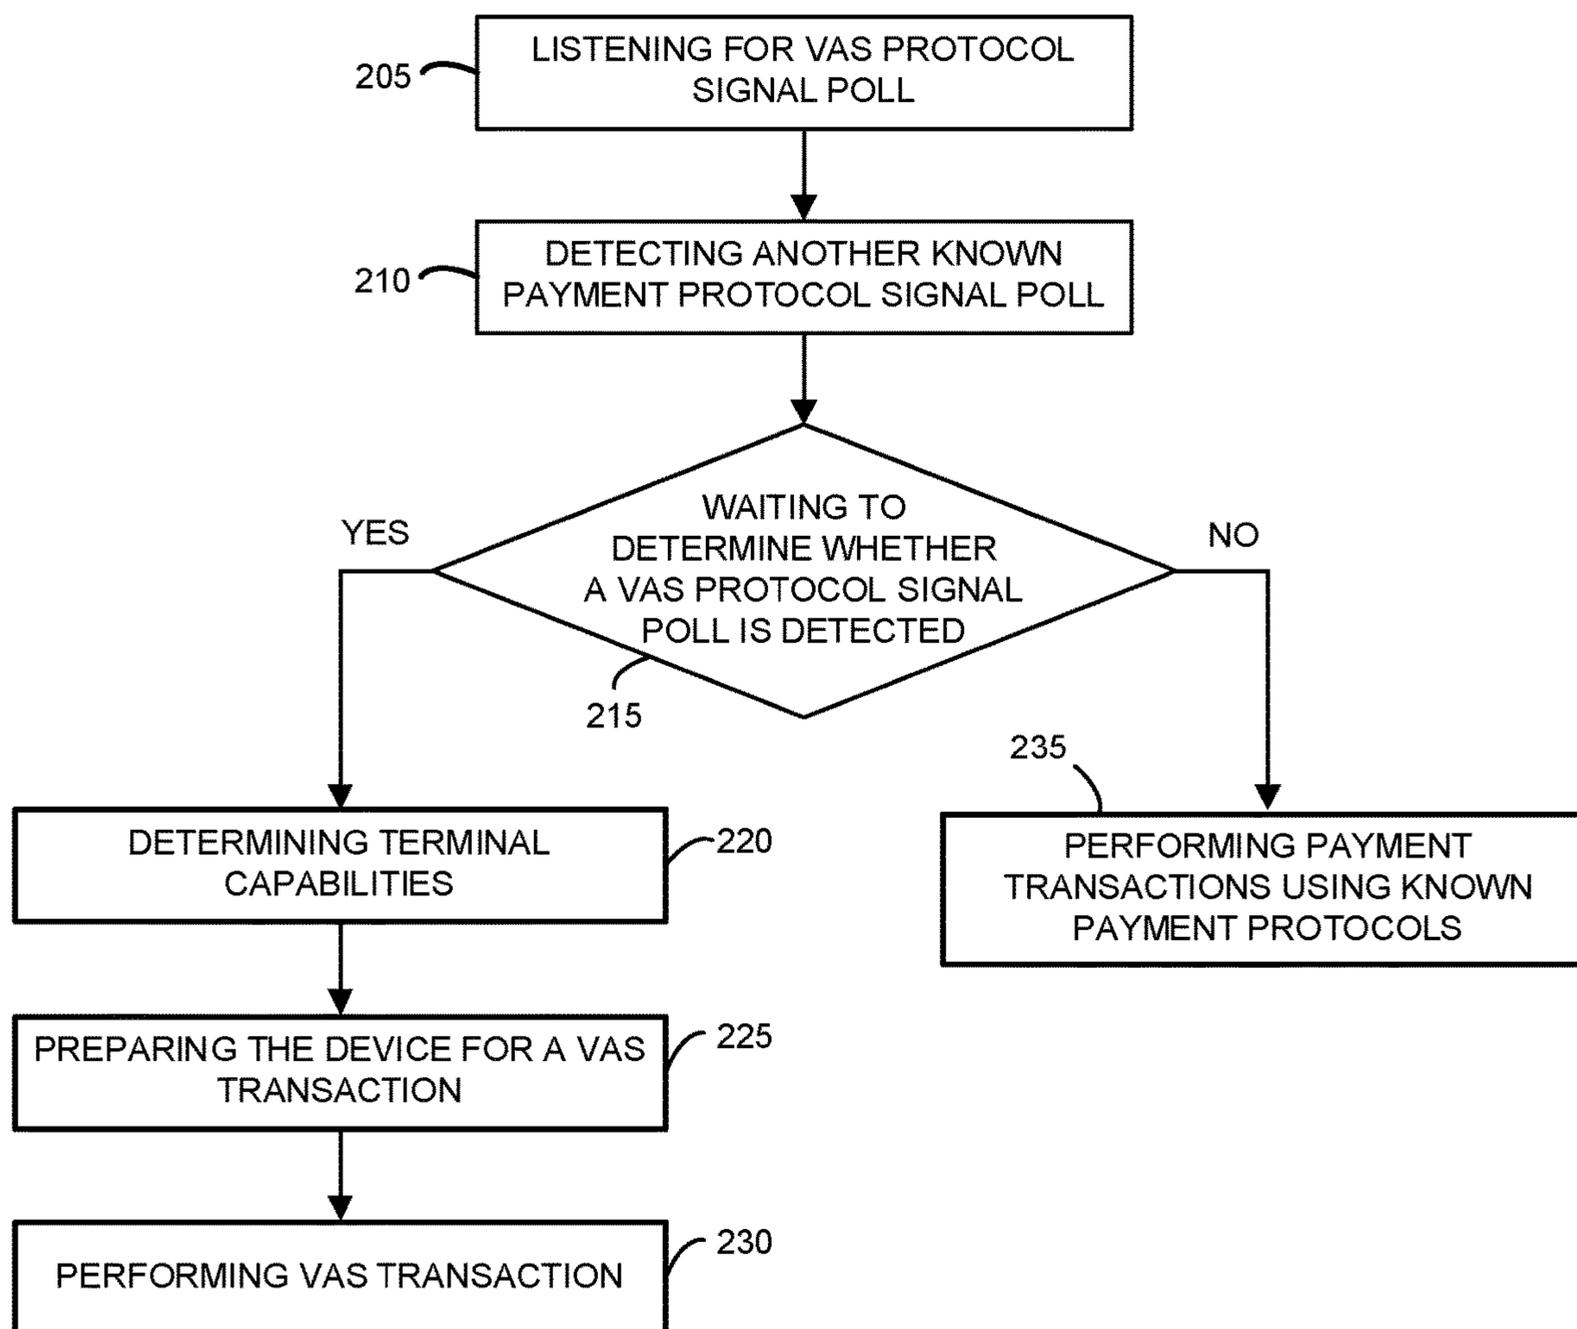 LISTENING FOR VAS PROTOCOL
SIGNAL POLL
205
DETECTING ANOTHER KNOWN
PAYMENT PROTOCOL SIGNAL POLL
210
WAITING TO
DETERMINE WHETHER
A VAS PROTOCOL SIGNAL
POLL IS DETECTED
YES
NO
215
235
DETERMINING TERMINAL
CAPABILITIES
220
PERFORMING PAYMENT
TRANSACTIONS USING KNOWN
PAYMENT PROTOCOLS
PREPARING THE DEVICE FOR A VAS
TRANSACTION
225
PERFORMING VAS TRANSACTION
230